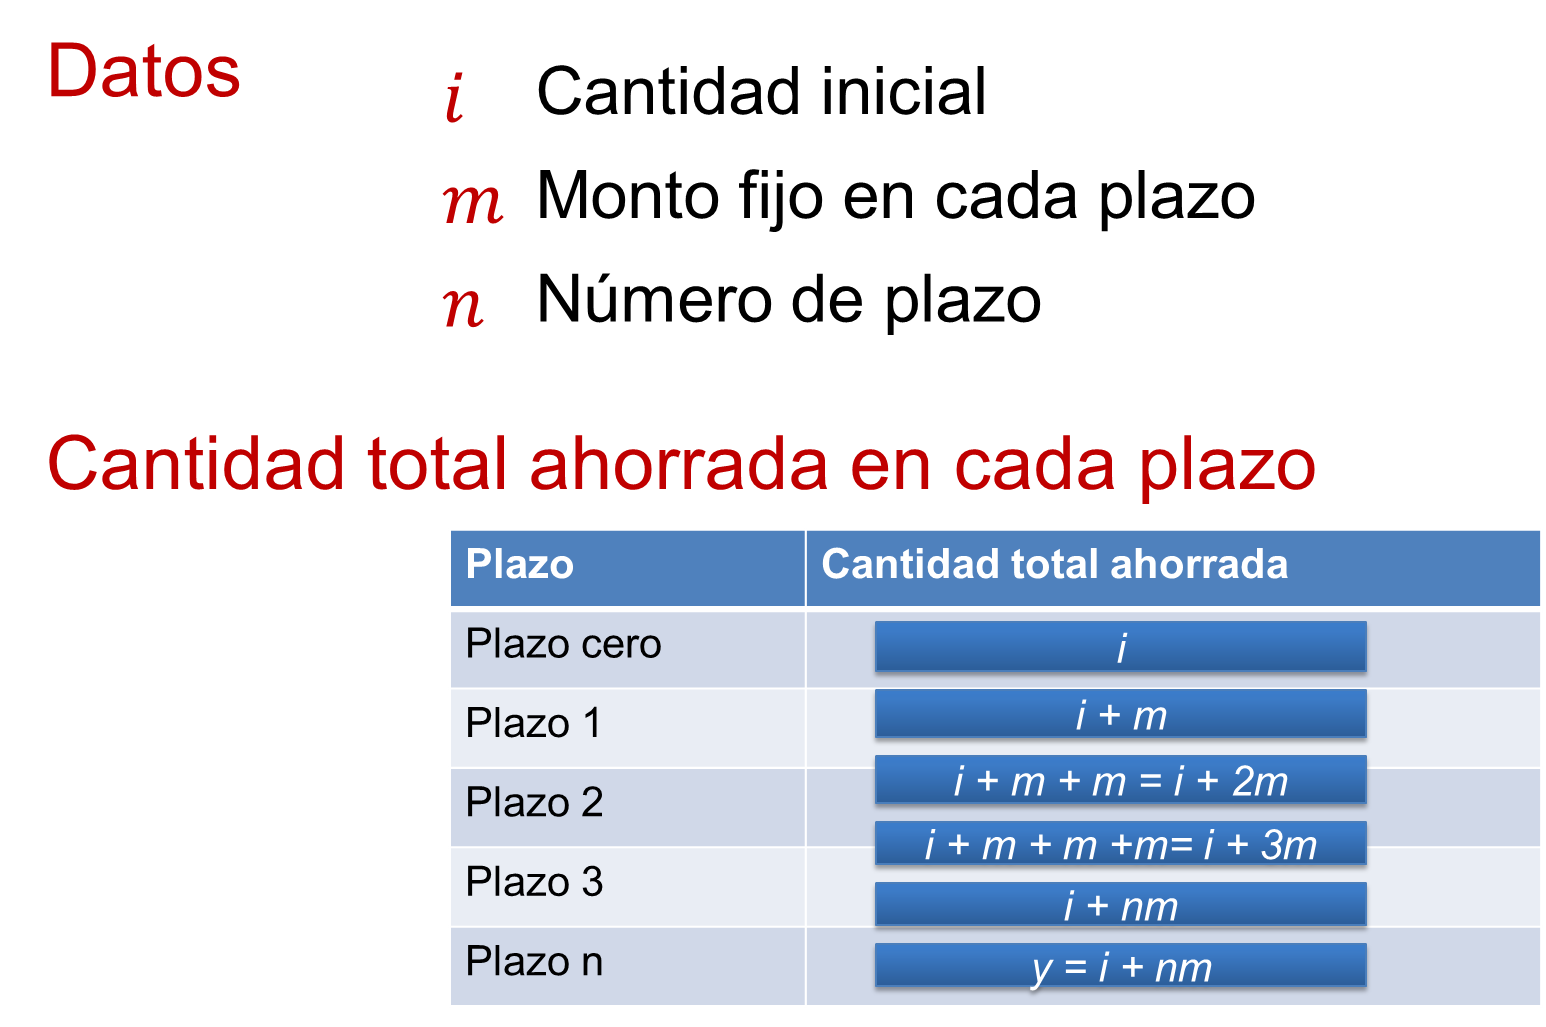 Datos
i Cantidad inicial
m Monto fijo en cada plazo
n Número de plazo
Cantidad total ahorrada en cada plazo
Plazo Cantidad total ahorrada
Plazo cero i
Plazo 1 i + m
Plazo 2 i + m + m = i + 2m
Plazo 3 i + m + m +m= i + 3m
i + nm
Plazo n y = i + nm